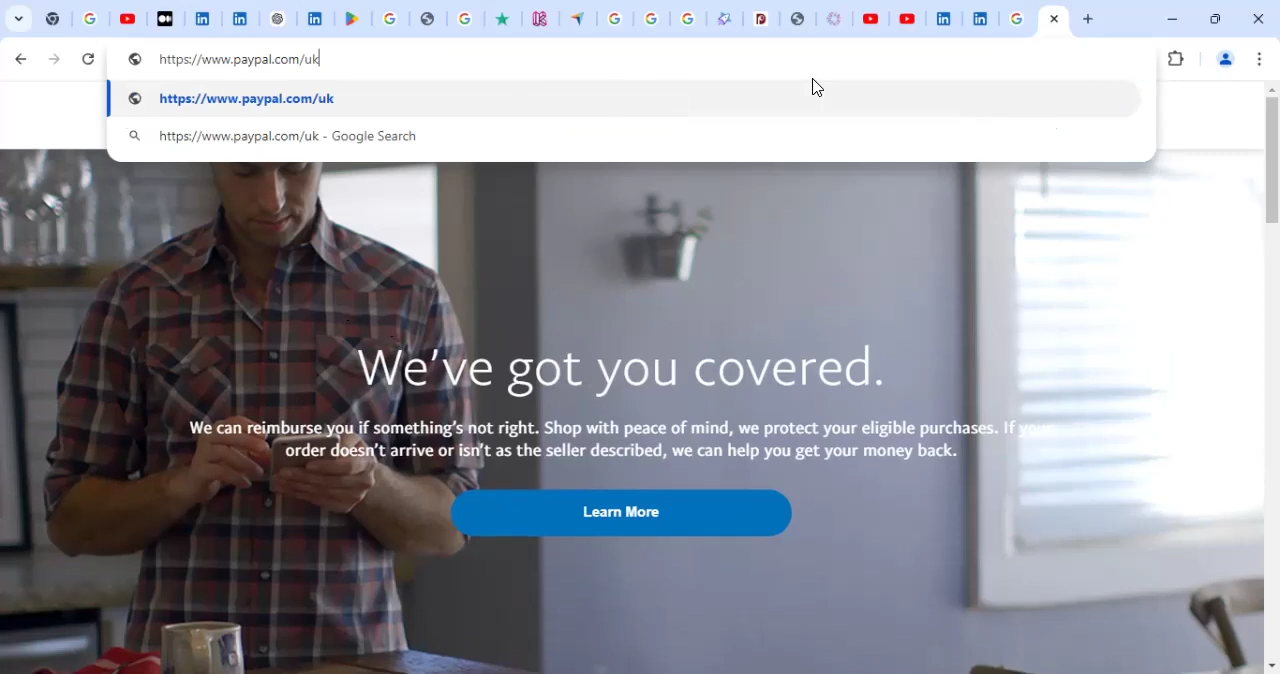 https://www.paypal.com/uk
https://www.paypal.com/uk
https://www.paypal.com/uk - Google Search
We've got you covered.
We can reimburse you if something's not right. Shop with peace of mind, we protect your eligible purchases. If your
order doesn't arrive or isn't as the seller described, we can help you get your money back.
Learn More